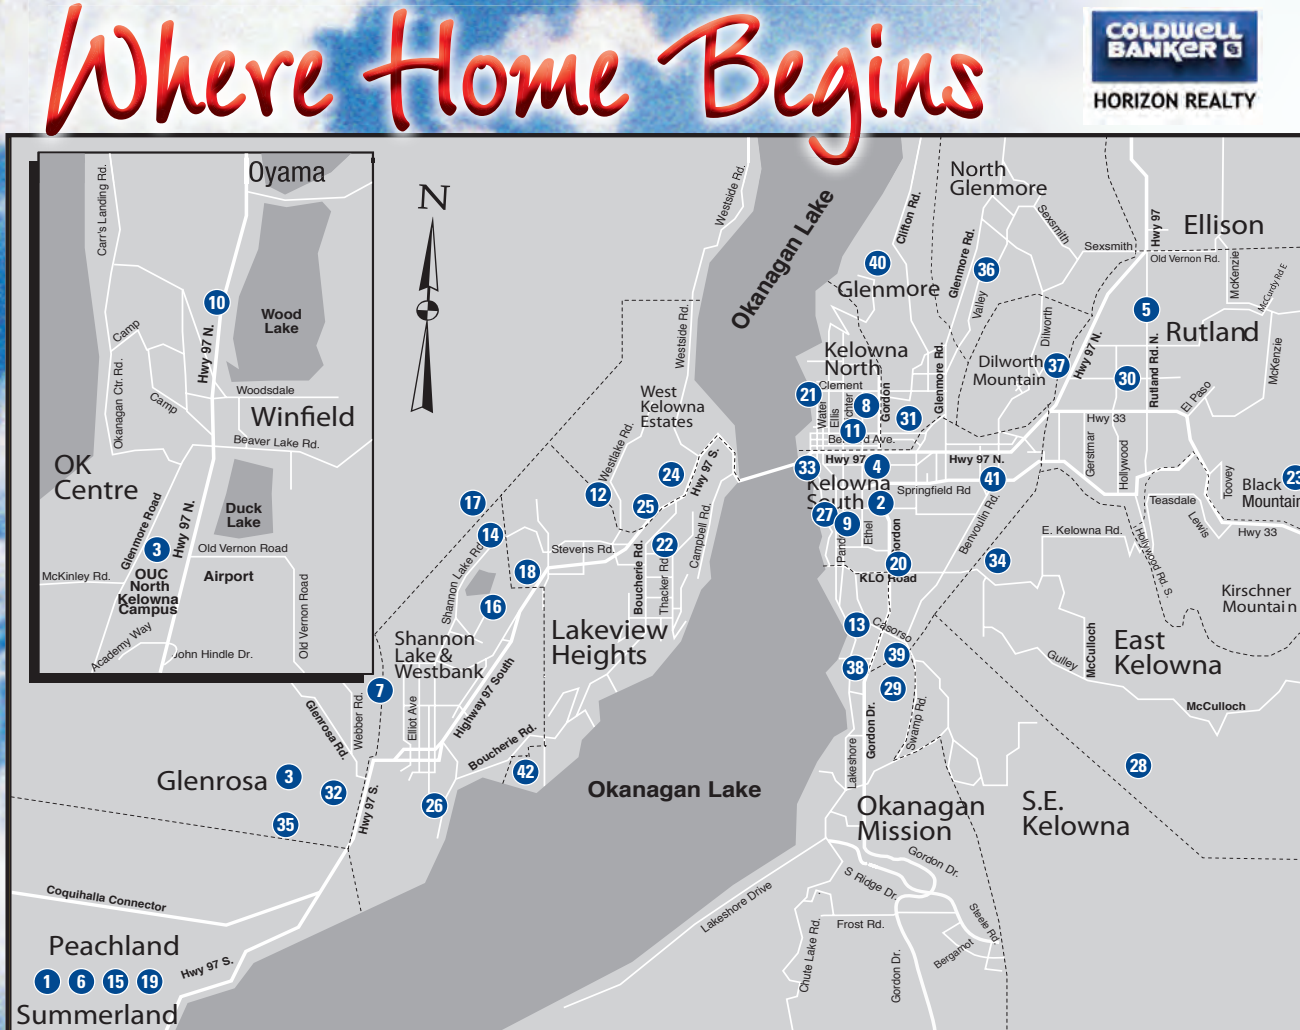 Where Home Begins
COLDWELL
BANKER
HORIZON REALTY
Oyama
Carr's Landing Rd.
10
Wood
Lake
Hwy 97 N.
Camp
Okanagan Ctr. Rd.
Camp
Woodsdale
Winfield
Beaver Lake Rd.
OK
Centre
Duck
Lake
Glenmore Road
Hwy 97 N.
3
Old Vernon Road
McKinley Rd.
OUC
North
Kelowna
Campus
Airport
Old Vernon Road
Academy Way
John Hindle Dr.
N
Westside Rd.
Okanagan Lake
Westside Rd.
West
Kelowna
Estates
Westlake Rd.
24
Hwy 97 S.
12
25
17
14
22
Campbell Rd.
Stevens Rd.
18
Boucherie Rd.
Thacker Rd
Shannon Lake Rd
16
Lakeview
Heights
Shannon
Lake &
Westbank
7
Webber Rd.
Elliot Ave
Highway 97 South
Glenrosa Rd.
Boucherie Rd.
42
Glenrosa
3
32
35
26
Hwy 97 S.
Okanagan Lake
Coquihalla Connector
Peachland
Hwy 97 S.
1
6
15
19
Summerland
North
Glenmore
Clifton Rd.
40
Glenmore
Glenmore Rd.
36
Valley
Sexsmith
Sexsmith
Hwy 97
Ellison
Old Vernon Rd.
McKenzie
McCurdy Rd E
5
Rutland
Dilworth
Dilworth
Mountain
37
Hwy 97 N.
30
Rutland Rd. N.
McKenzie
El Paso
Kelowna
North
Clement
21
Water
Ellis
8
Gordon
31
11
Glenmore Rd.
Hwy 33
33
Hwy 97
4
Hwy 97 N.
41
Gerstmar
Hollywood
Kelowna
South
2
Springfield Rd
27
9
Ethel
Benvoulin Rd.
Teasdale
Toovey
Black
Mountain
23
Lewis
Hwy 33
E. Kelowna Rd.
Hollywood Rd. S.
20
KLO Road
34
Kirschner
Mountain
13
Casorso
39
38
29
Gulley
McCulloch
East
Kelowna
McCulloch
Gordon Dr.
Swamp Rd.
Lakeshore
28
Okanagan
Mission
S.E.
Kelowna
Gordon Dr.
S Ridge Dr.
Lakeshore Drive
Frost Rd.
Steele Rd.
Chute Lake Rd.
Gordon Dr.
Bergamot